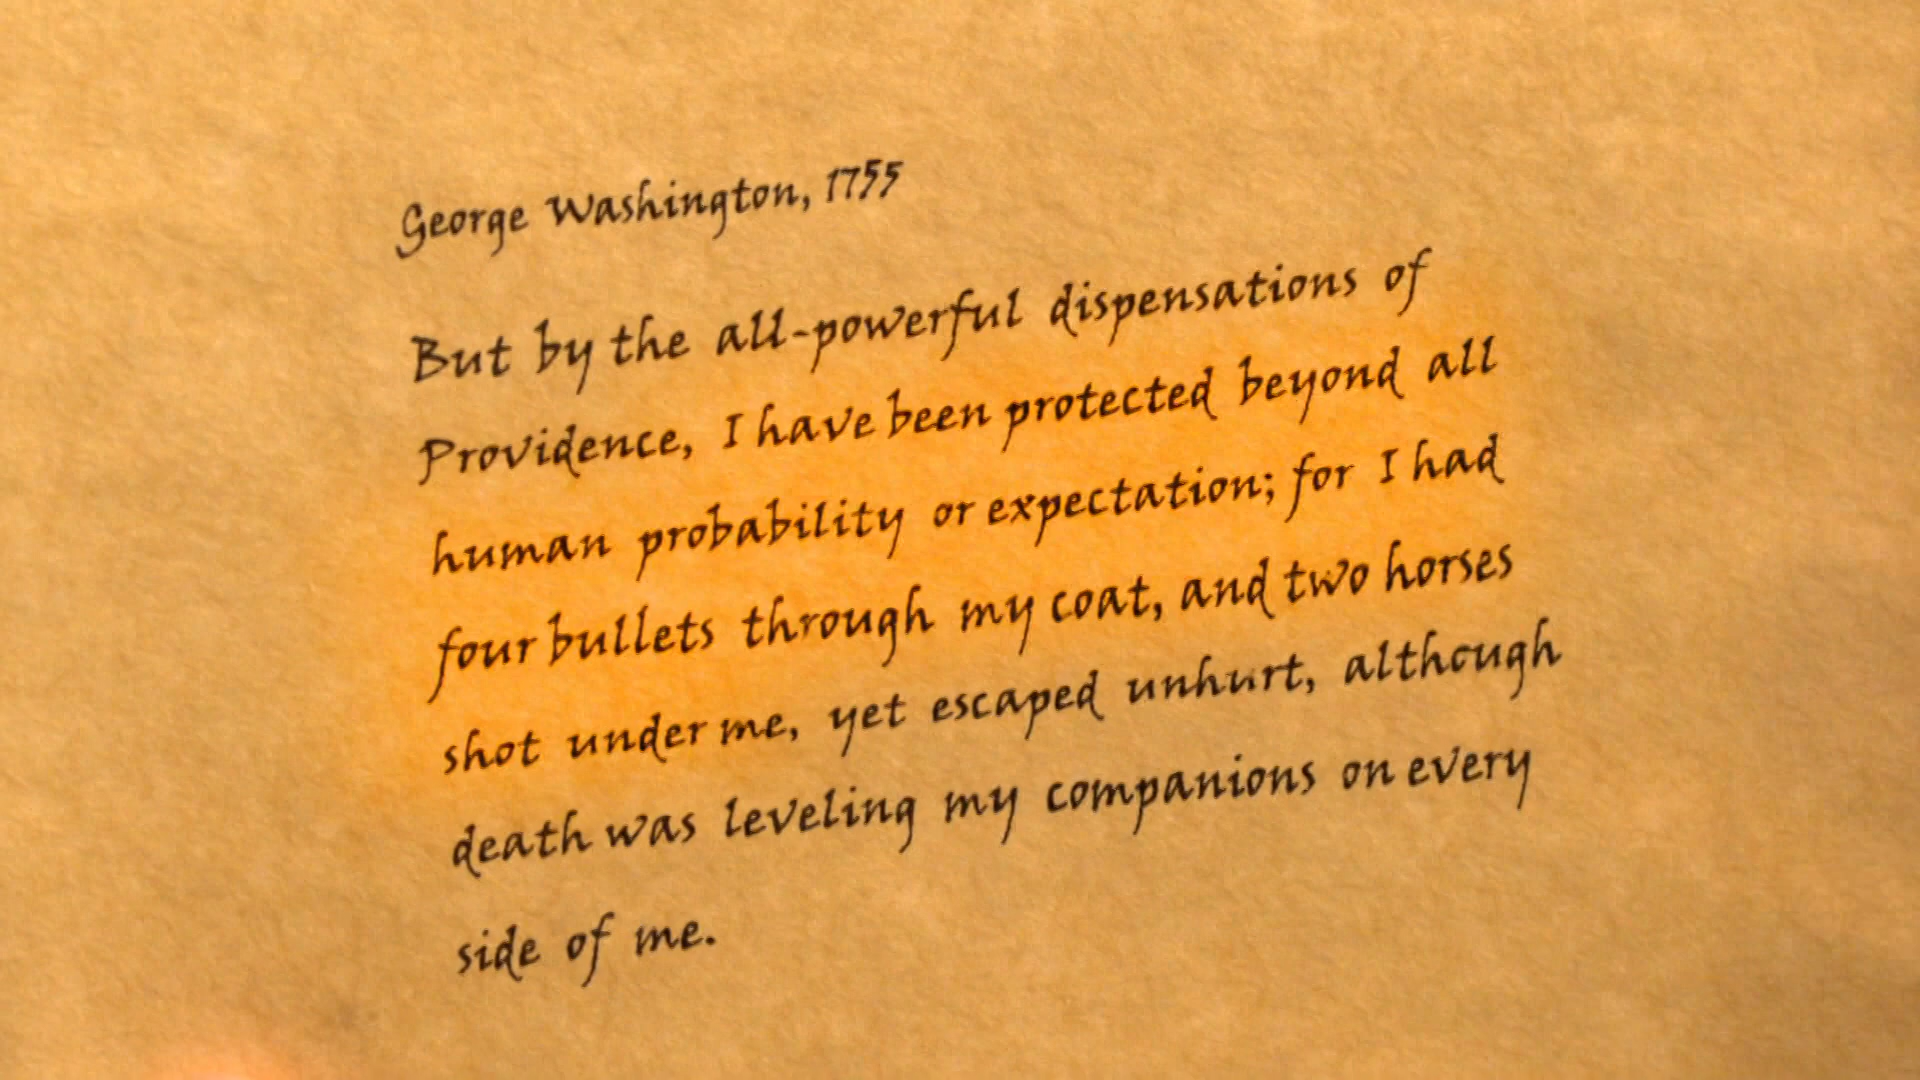 George Washington, 1755
But by the all-powerful dispensations of
Providence, I have been protected beyond all
human probability or expectation; for I had
four bullets through my coat, and two horses
shot under me, yet escaped unhurt, although
death was leveling my companions on every
side of me.